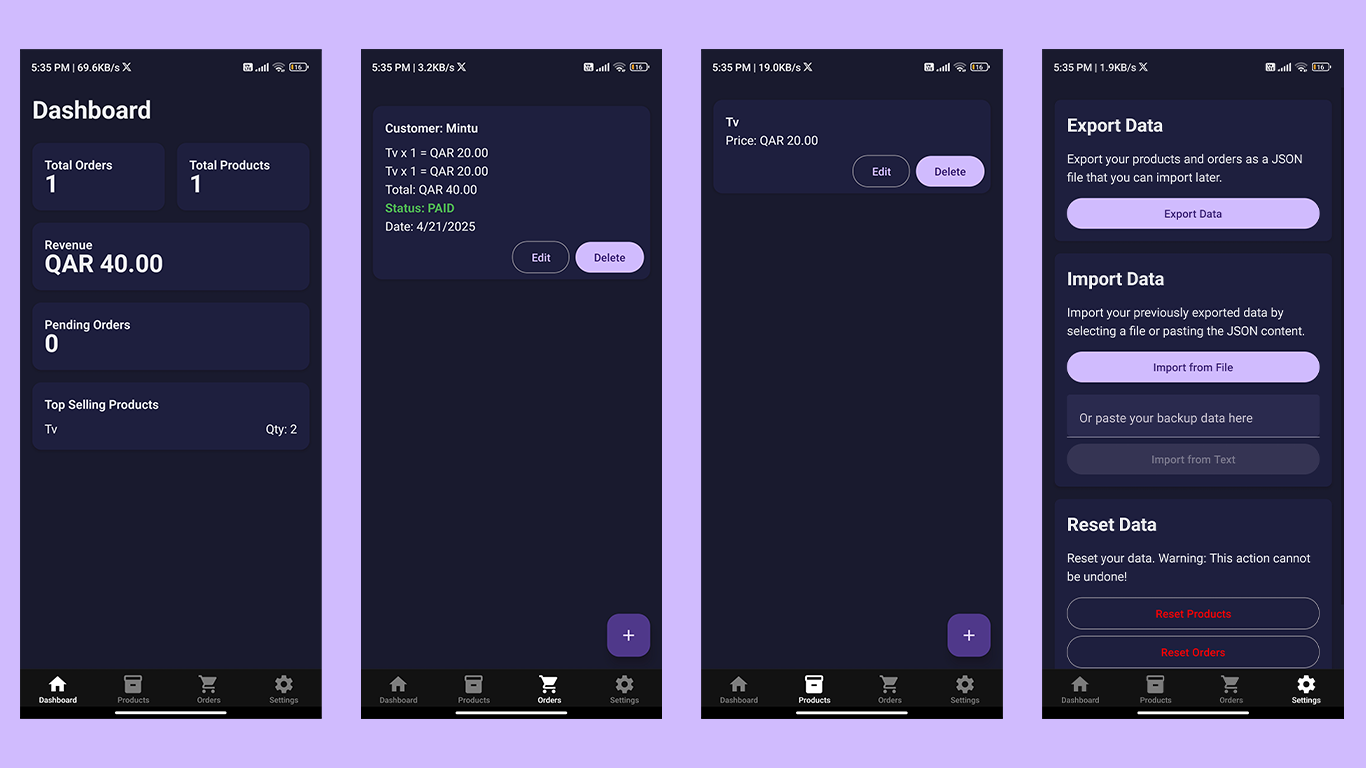 5:35 PM | 69.6KB/s X
16
Dashboard
Total Orders
1
Total Products
1
Revenue
QAR 40.00
Pending Orders
0
Top Selling Products
Tv Qty: 2
Dashboard Products Orders Settings
5:35 PM | 3.2KB/s X
16
Customer: Mintu
Tv x 1 = QAR 20.00
Tv x 1 = QAR 20.00
Total: QAR 40.00
Status: PAID
Date: 4/21/2025
Edit Delete
+
Dashboard Products Orders Settings
5:35 PM | 19.0KB/s X
16
Tv
Price: QAR 20.00
Edit Delete
+
Dashboard Products Orders Settings
5:35 PM | 1.9KB/s X
16
Export Data
Export your products and orders as a JSON
file that you can import later.
Export Data
Import Data
Import your previously exported data by
selecting a file or pasting the JSON content.
Import from File
Or paste your backup data here
Import from Text
Reset Data
Reset your data. Warning: This action cannot
be undone!
Reset Products
Reset Orders
Dashboard Products Orders Settings